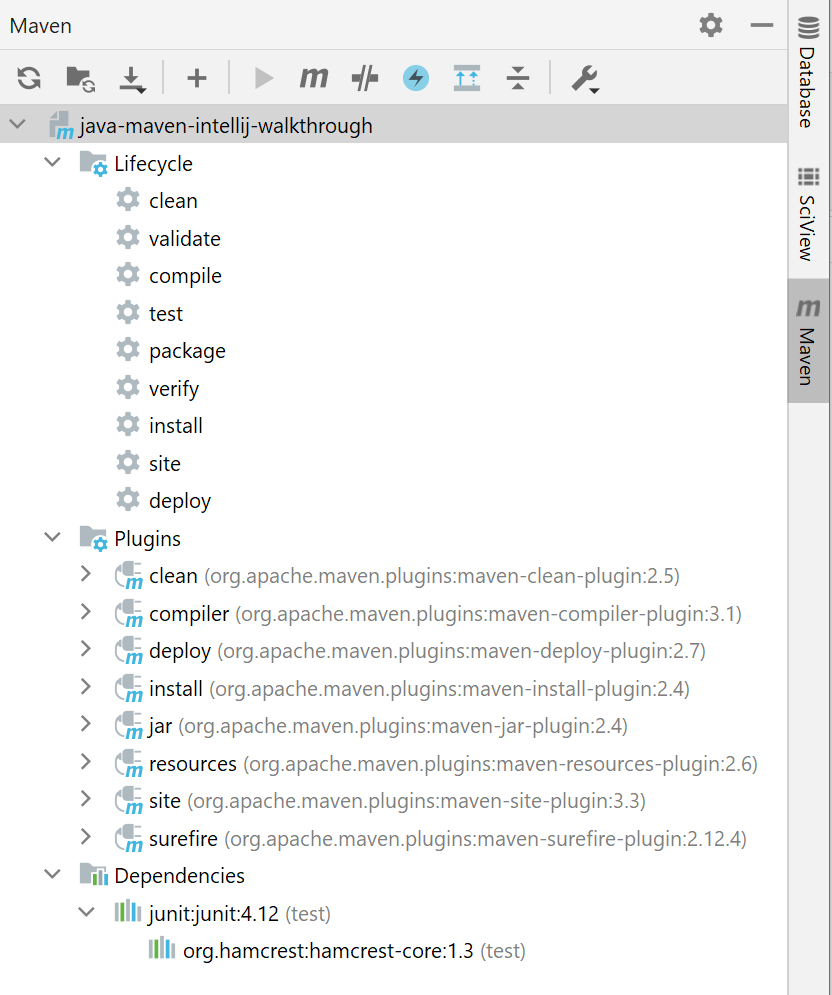 Maven
java-maven-intellij-walkthrough
Lifecycle
clean
validate
compile
test
package
verify
install
site
deploy
Plugins
clean (org.apache.maven.plugins:maven-clean-plugin:2.5)
compiler (org.apache.maven.plugins:maven-compiler-plugin:3.1)
deploy (org.apache.maven.plugins:maven-deploy-plugin:2.7)
install (org.apache.maven.plugins:maven-install-plugin:2.4)
jar (org.apache.maven.plugins:maven-jar-plugin:2.4)
resources (org.apache.maven.plugins:maven-resources-plugin:2.6)
site (org.apache.maven.plugins:maven-site-plugin:3.3)
surefire (org.apache.maven.plugins:maven-surefire-plugin:2.12.4)
Dependencies
junit:junit:4.12 (test)
org.hamcrest:hamcrest-core:1.3 (test)
Database
SciView
Maven